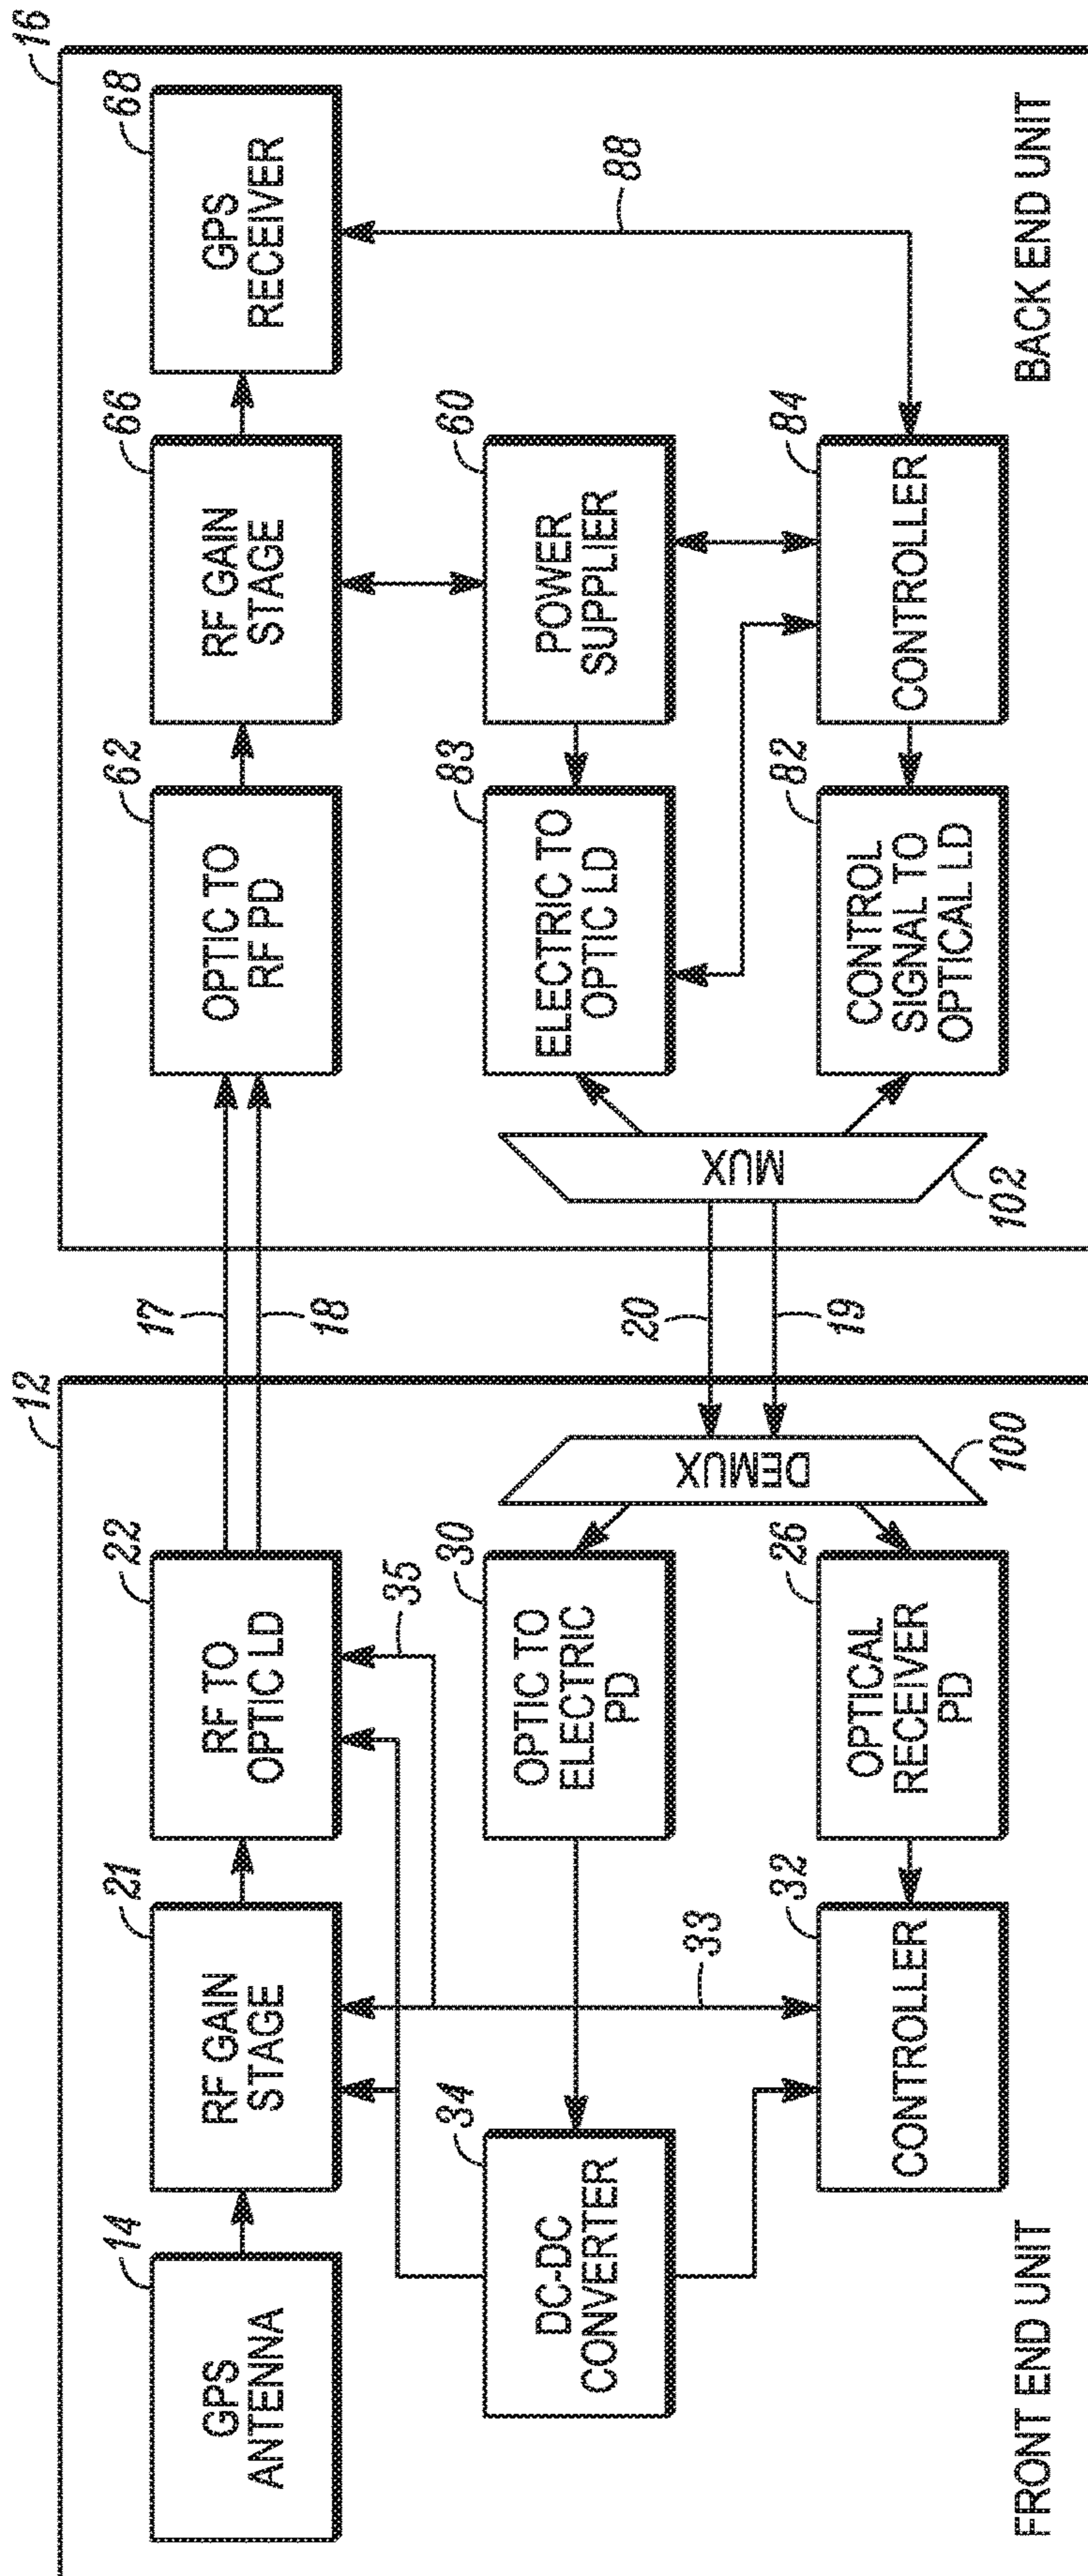 12
16
14
GPS
ANTENNA
21
RF GAIN
STAGE
22
RF TO
OPTIC LD
17
18
62
OPTIC TO
RF PD
66
RF GAIN
STAGE
68
GPS
RECEIVER
34
DC-DC
CONVERTER
35
30
OPTIC TO
ELECTRIC
PD
DEMUX
100
20
19
MUX
102
83
ELECTRIC TO
OPTIC LD
60
POWER
SUPPLIER
88
33
32
CONTROLLER
26
OPTICAL
RECEIVER
PD
82
CONTROL
SIGNAL TO
OPTICAL LD
84
CONTROLLER
FRONT END UNIT
BACK END UNIT